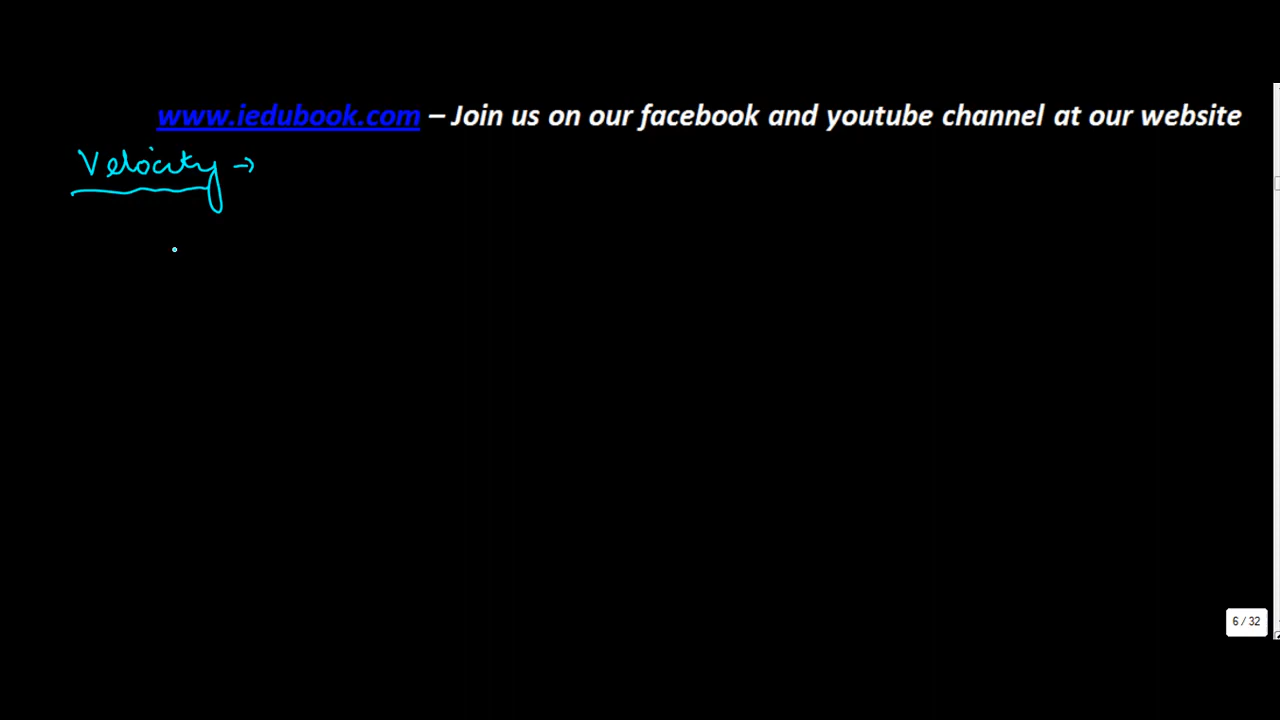 www.iedubook.com – Join us on our facebook and youtube channel at our website
Velocity →
6 / 32